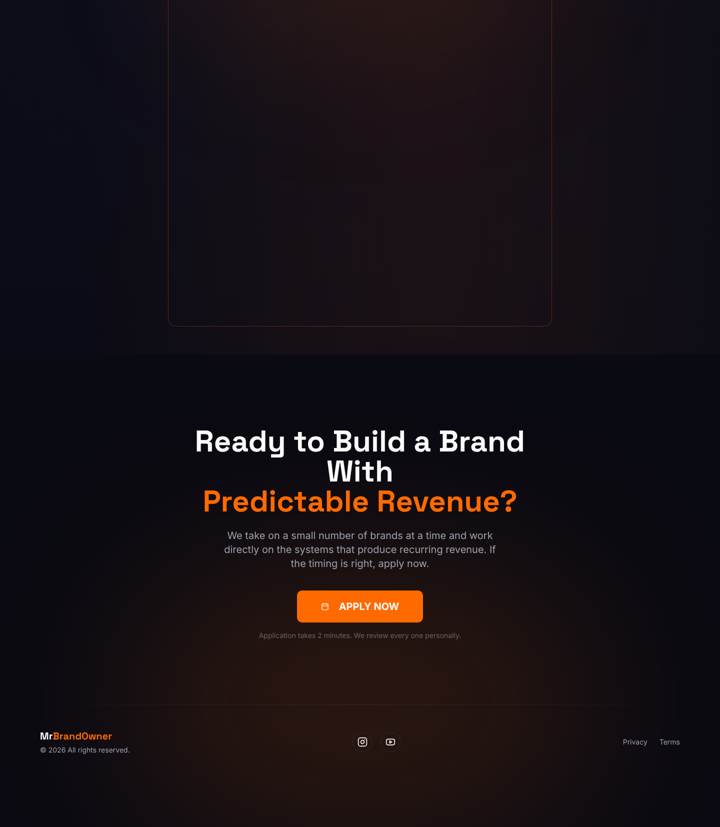 Ready to Build a Brand
With
Predictable Revenue?
We take on a small number of brands at a time and work
directly on the systems that produce recurring revenue. If
the timing is right, apply now.
APPLY NOW
Application takes 2 minutes. We review every one personally.
MrBrandOwner
© 2026 All rights reserved.
Privacy Terms